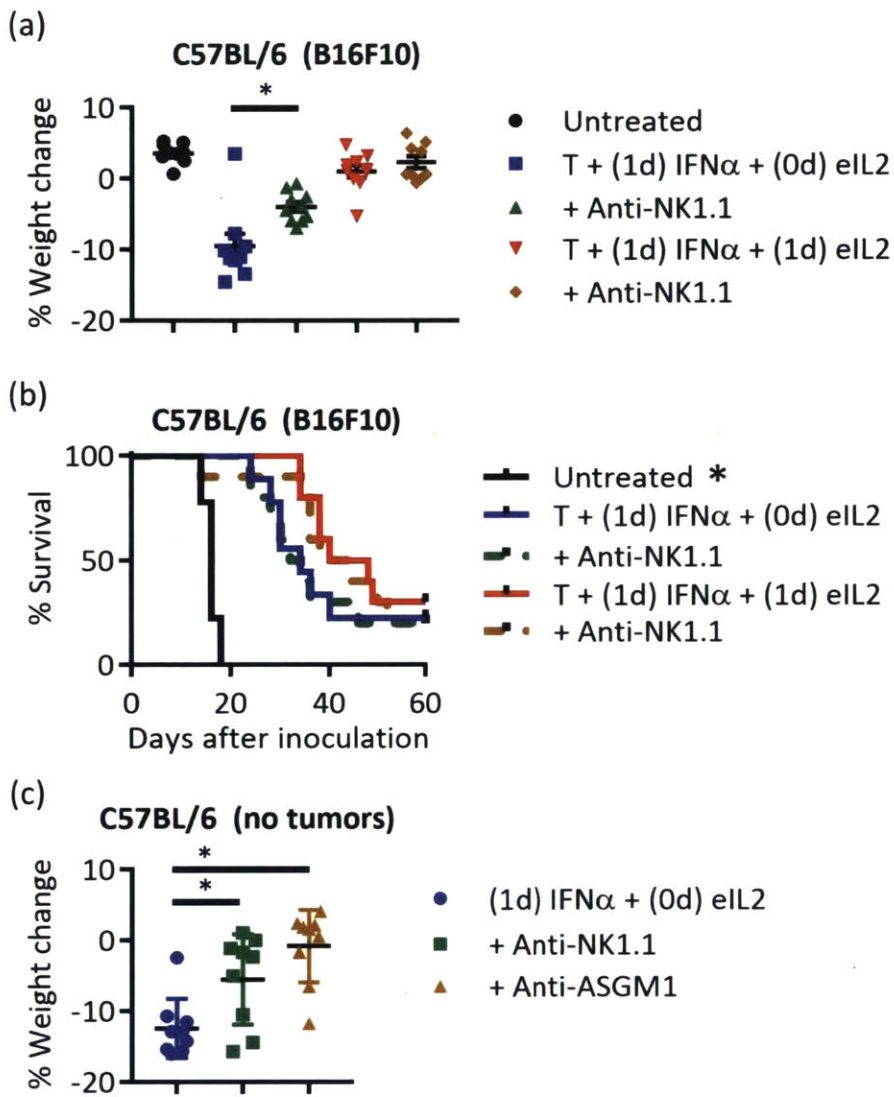 (a)
C57BL/6 (B16F10)
*
% Weight change
10
0
-10
-20
Untreated
T + (1d) IFNα + (0d) eIL2
+ Anti-NK1.1
T + (1d) IFNα + (1d) eIL2
+ Anti-NK1.1
(b)
C57BL/6 (B16F10)
% Survival
100
50
0
0 20 40 60
Days after inoculation
Untreated *
T + (1d) IFNα + (0d) eIL2
+ Anti-NK1.1
T + (1d) IFNα + (1d) eIL2
+ Anti-NK1.1
(c)
C57BL/6 (no tumors)
*
*
% Weight change
10
0
-10
-20
(1d) IFNα + (0d) eIL2
+ Anti-NK1.1
+ Anti-ASGM1